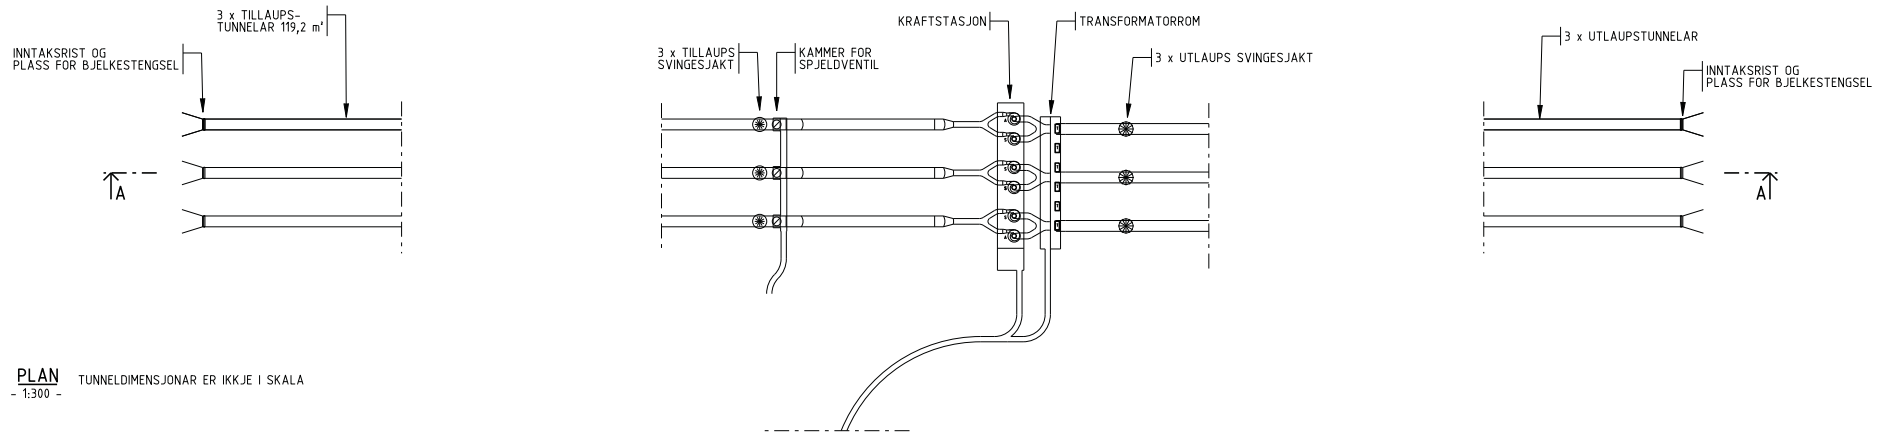 3 x TILLAUPS-
TUNNELAR 119,2 m²
INNTAKSRIST OG
PLASS FOR BJELKESTENGSEL
3 x TILLAUPS
SVINGESJAKT
KAMMER FOR
SPJELDVENTIL
KRAFTSTASJON
TRANSFORMATORROM
3 x UTLAUPS SVINGESJAKT
3 x UTLAUPSTUNNELAR
INNTAKSRIST OG
PLASS FOR BJELKESTENGSEL
A
A
PLAN
- 1:300 -
TUNNELDIMENSJONAR ER IKKJE I SKALA